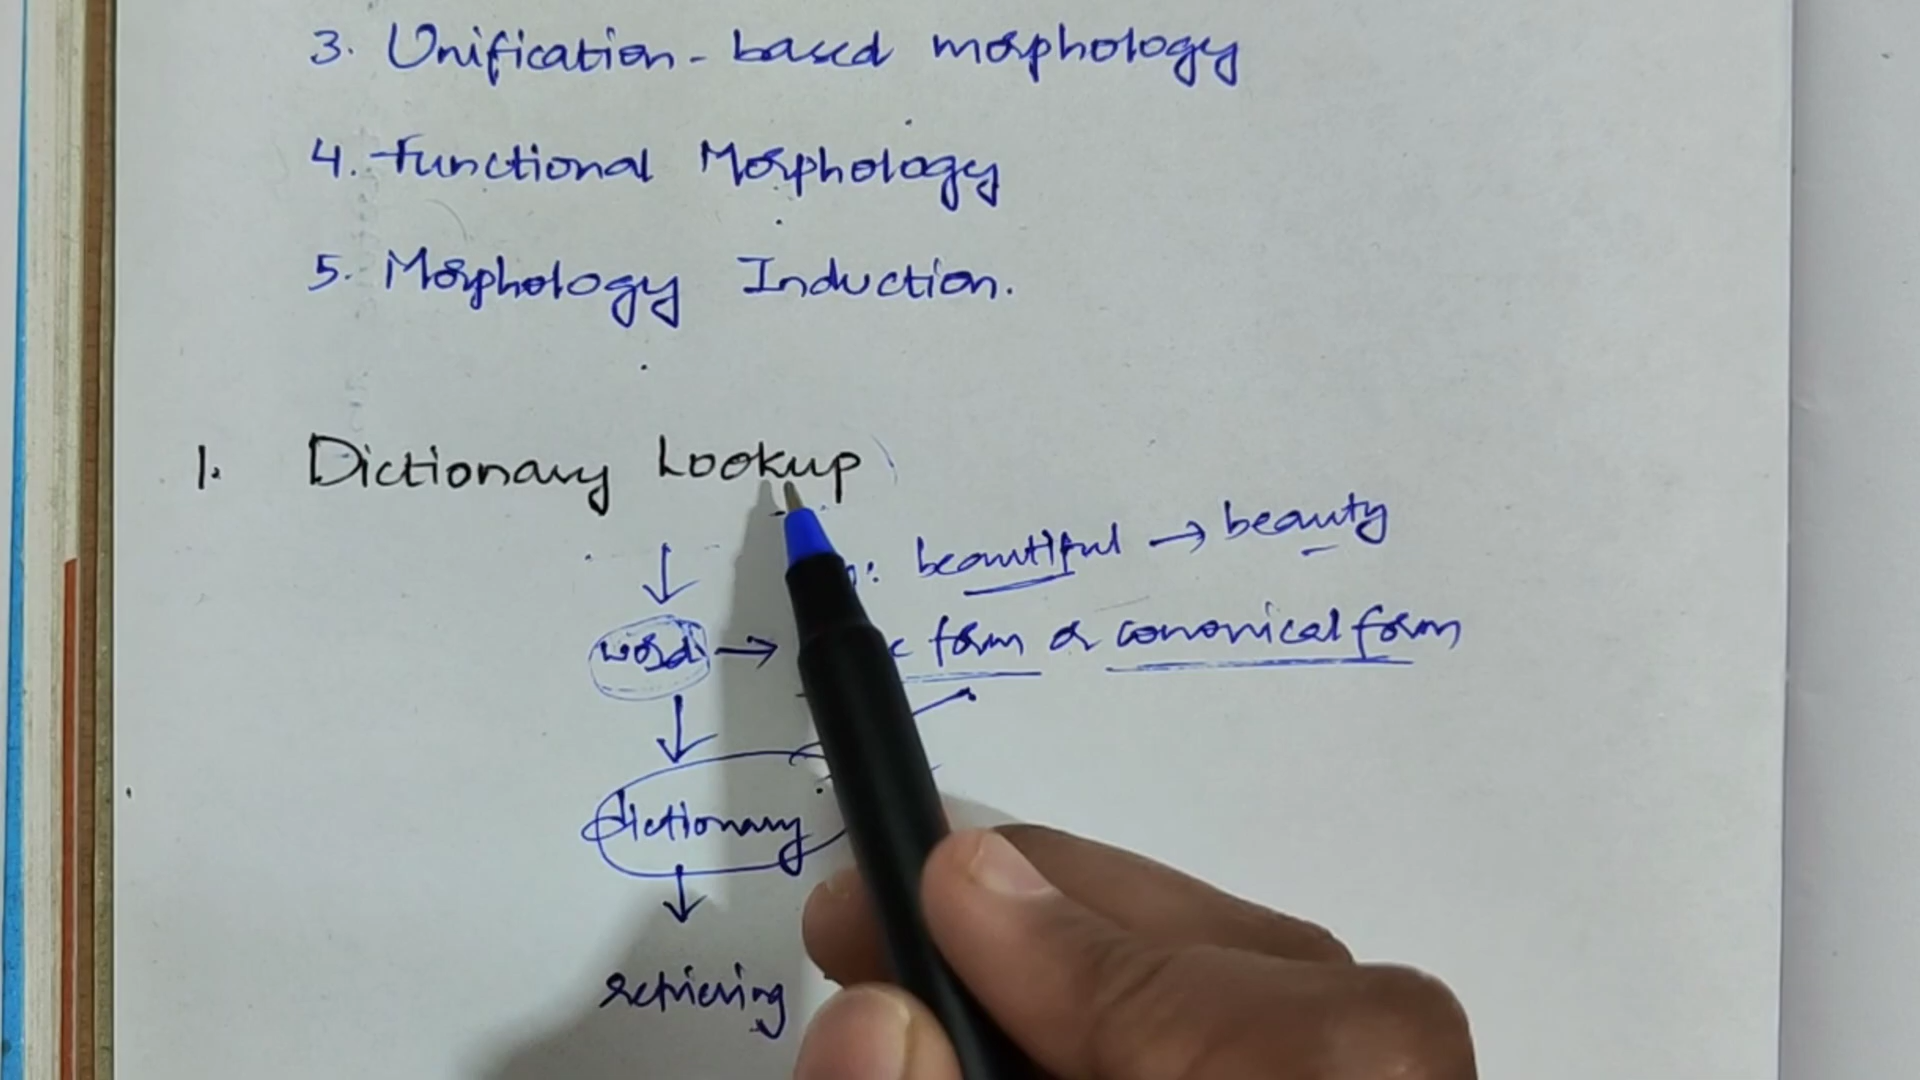 3. Unification-based morphology
4. Functional Morphology
5. Morphology Induction.
1. Dictionary Lookup
: beautiful → beauty
word → form or canonical form
dictionary
retrieving